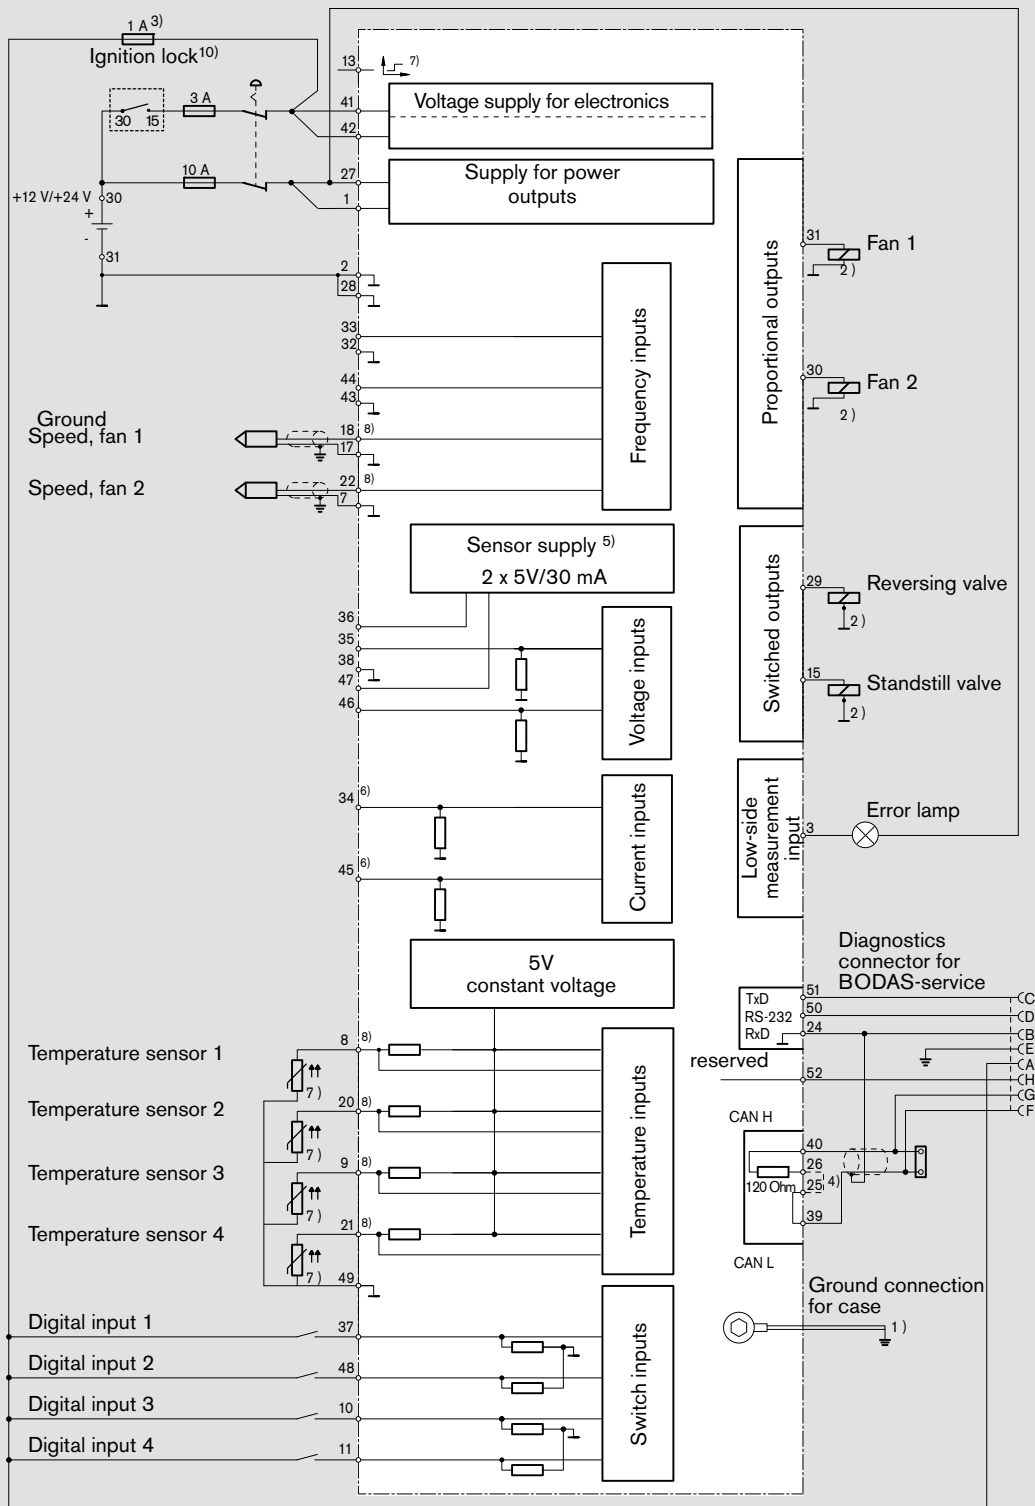 1 A 3)
Ignition lock 10)
13
7)
3 A
41
Voltage supply for electronics
30 15
42
10 A
27
Supply for power
outputs
+12 V/+24 V
30
1
+
-
31
2
28
33
32
44
43
Frequency inputs
Ground
Speed, fan 1
18 8)
17
Speed, fan 2
22 8)
7
Proportional outputs
31
Fan 1
2)
30
Fan 2
2)
Sensor supply 5)
2 x 5V/30 mA
36
35
38
47
46
Voltage inputs
Switched outputs
29
Reversing valve
2)
15
Standstill valve
2)
34 6)
45 6)
Current inputs
Low-side
measurement
input
3
Error lamp
5V
constant voltage
Diagnostics
connector for
BODAS-service
TxD
RS-232
RxD
51
50
24
C
D
B
E
A
H
G
F
reserved
52
Temperature sensor 1
8 8)
7)
Temperature sensor 2
20 8)
7)
Temperature sensor 3
9 8)
7)
Temperature sensor 4
21 8)
7)
49
Temperature inputs
CAN H
40
26
120 Ohm
25
4)
39
CAN L
Ground connection
for case
1)
Digital input 1
37
Digital input 2
48
Digital input 3
10
Digital input 4
11
Switch inputs